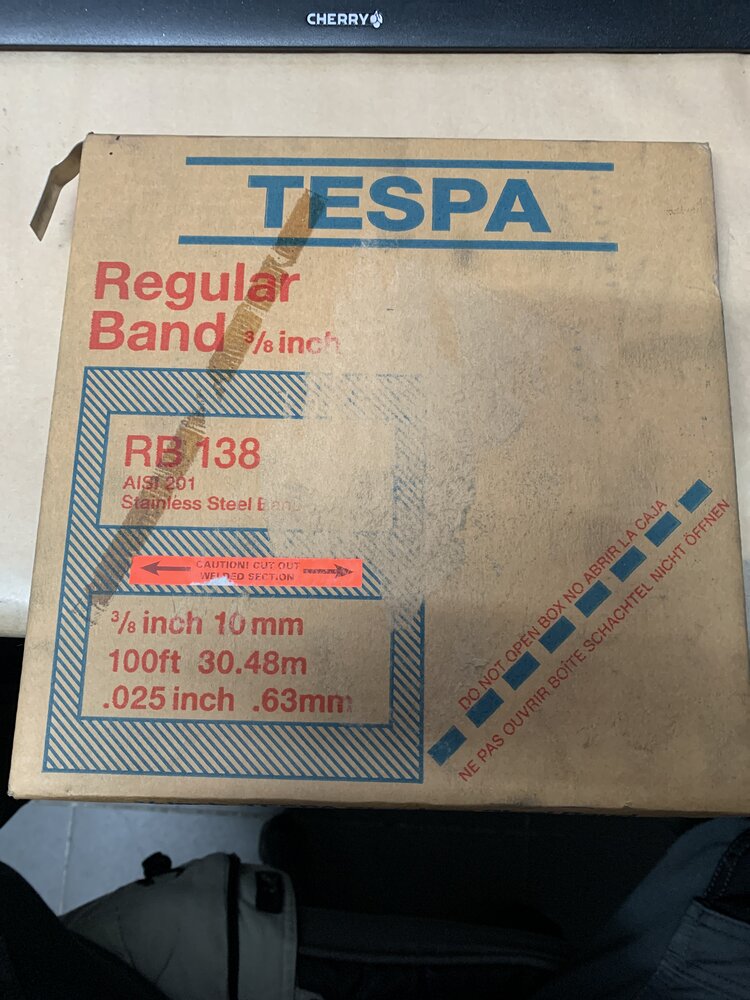 CHERRY
TESPA
Regular
Band 3/8 inch
RB 138
AISI 201
Stainless Steel Band
CAUTION! CUT OUT
WELDED SECTION
3/8 inch 10 mm
100ft 30.48m
.025 inch .63mm
DO NOT OPEN BOX NO ABRIR LA CAJA
NE PAS OUVRIR BOÎTE SCHACHTEL NICHT ÖFFNEN